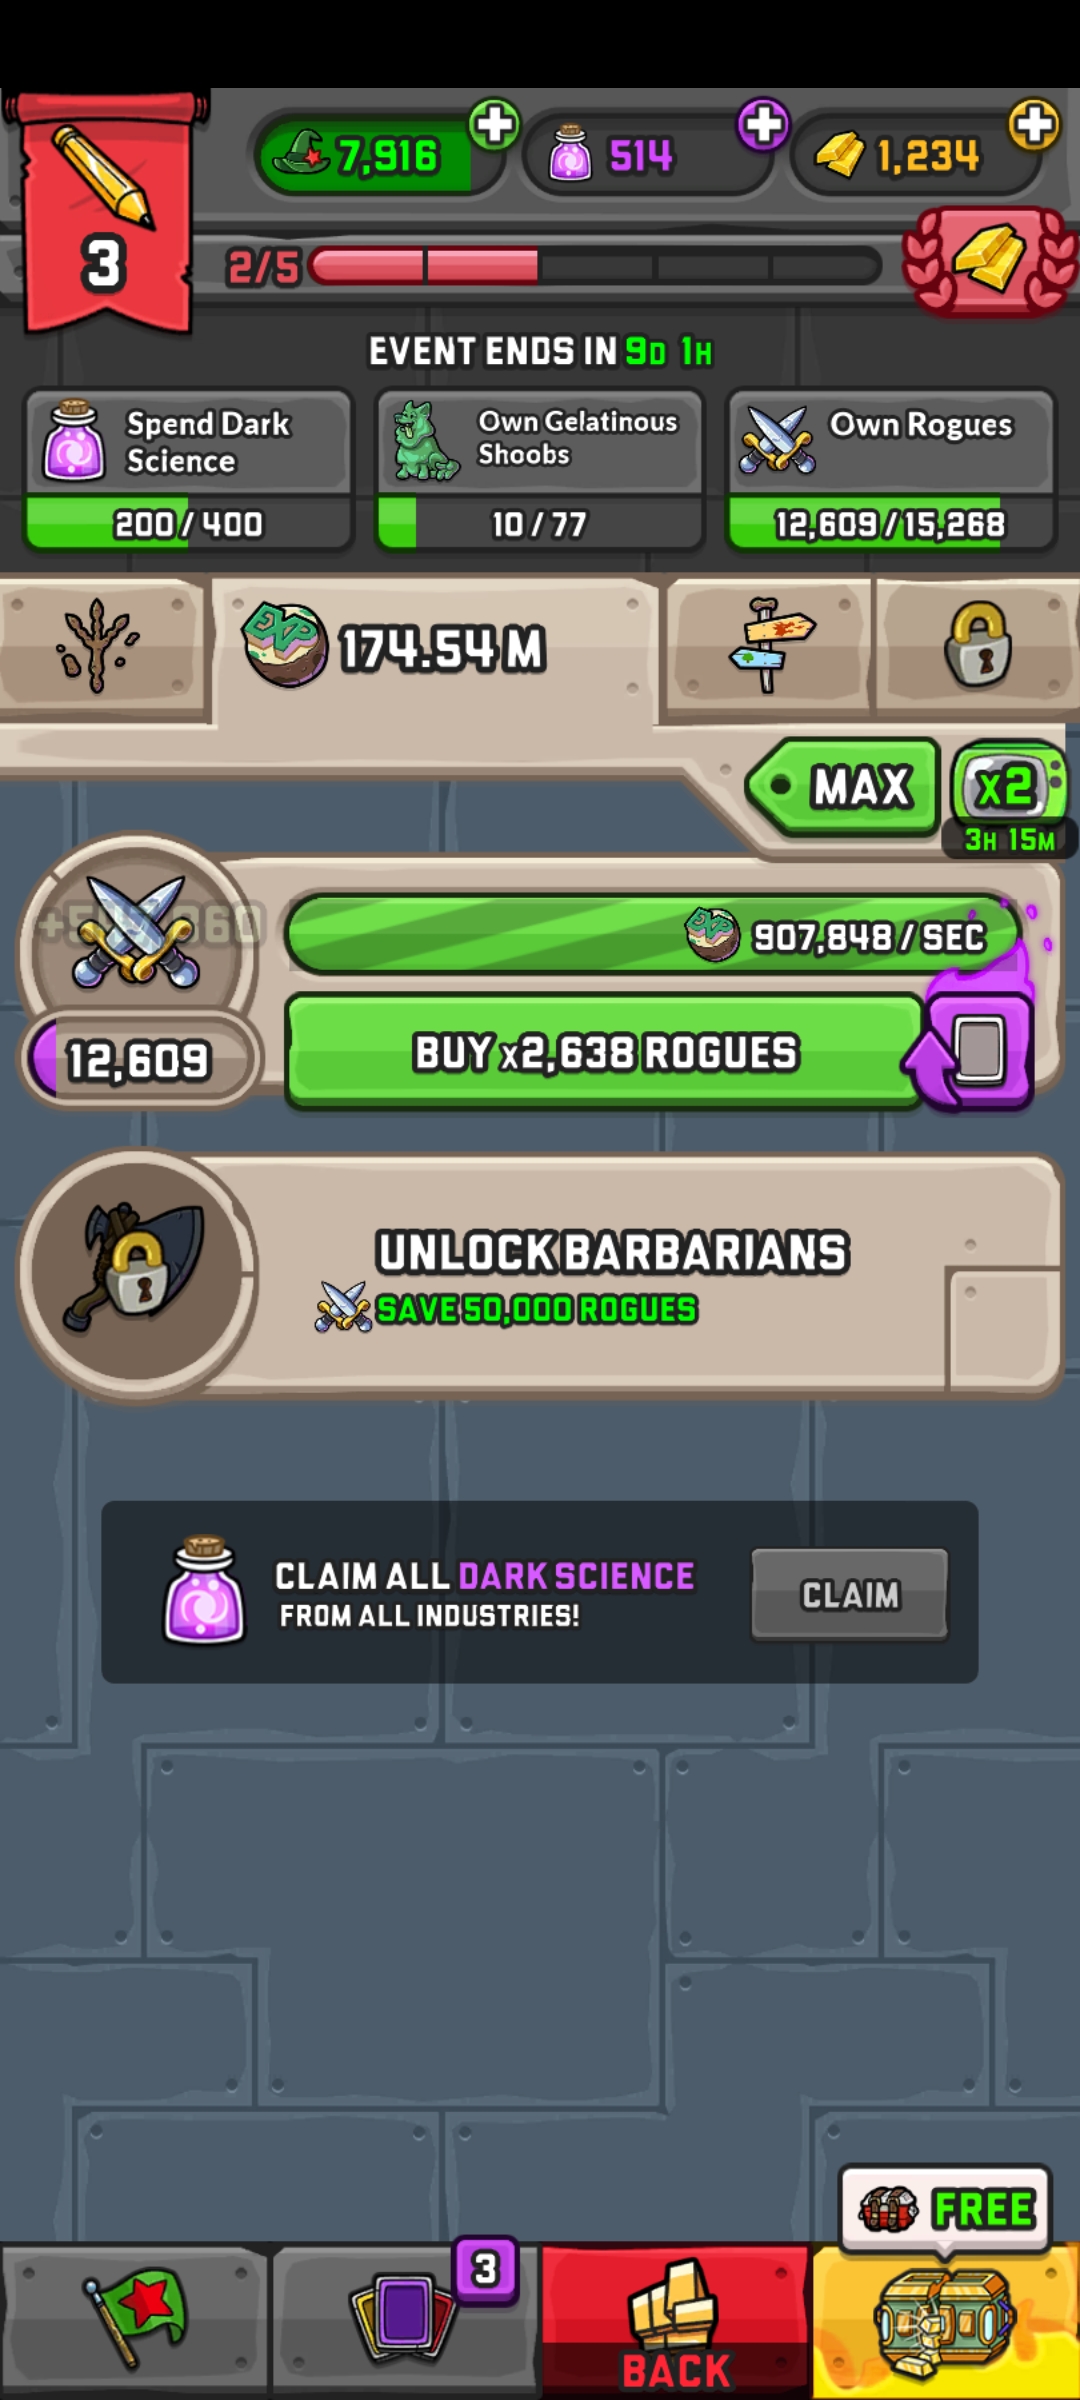 7,916
514
1,234
3
2/5
EVENT ENDS IN 9D 1H
Spend Dark
Science
200 / 400
Own Gelatinous
Shoobs
10 / 77
Own Rogues
12,609/15,268
EXP
174.54 M
MAX
x2
3H 15M
EXP
907,848 / SEC
12,609
BUY x2,638 ROGUES
UNLOCK BARBARIANS
SAVE 50,000 ROGUES
CLAIM ALL DARK SCIENCE
FROM ALL INDUSTRIES!
CLAIM
FREE
3
BACK